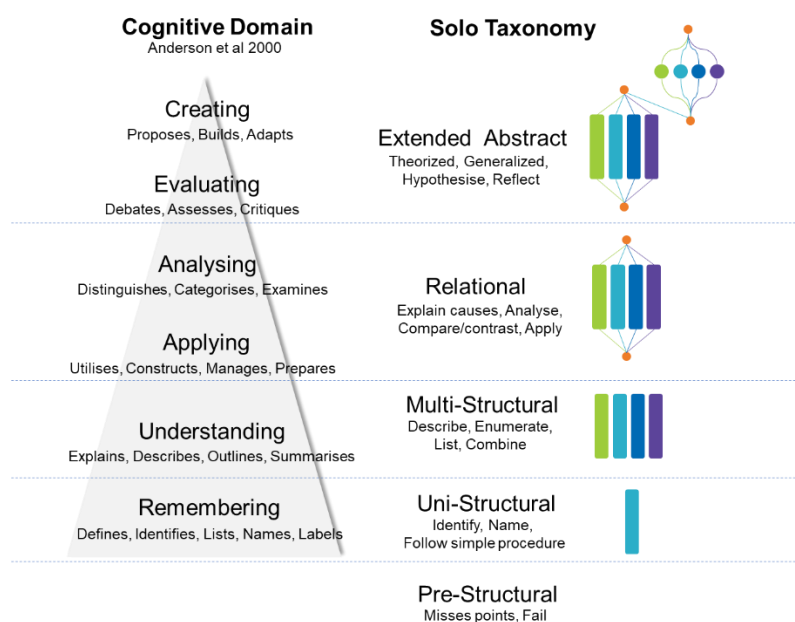 Cognitive Domain
Anderson et al 2000
Creating
Proposes, Builds, Adapts
Evaluating
Debates, Assesses, Critiques
Analysing
Distinguishes, Categorises, Examines
Applying
Utilises, Constructs, Manages, Prepares
Understanding
Explains, Describes, Outlines, Summarises
Remembering
Defines, Identifies, Lists, Names, Labels
Solo Taxonomy
Extended Abstract
Theorized, Generalized,
Hypothesise, Reflect
Relational
Explain causes, Analyse,
Compare/contrast, Apply
Multi-Structural
Describe, Enumerate,
List, Combine
Uni-Structural
Identify, Name,
Follow simple procedure
Pre-Structural
Misses points, Fail